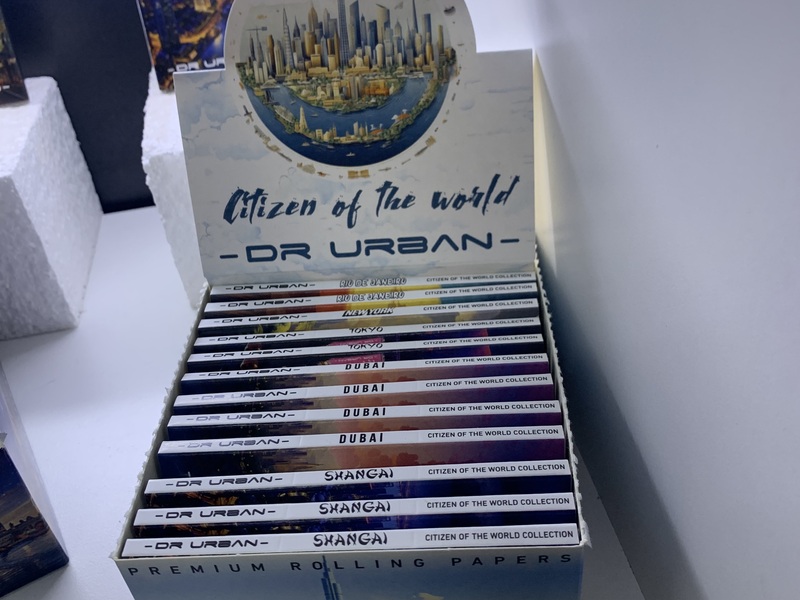 -DR UR
Citizen of the world
-DR URBAN-
-DR URBAN- RIO DE JANEIRO CITIZEN OF THE WORLD COLLECTION
-DR URBAN- RIO DE JANEIRO CITIZEN OF THE WORLD COLLECTION
-DR URBAN- NEW YORK CITIZEN OF THE WORLD COLLECTION
-DR URBAN- TOKYO CITIZEN OF THE WORLD COLLECTION
-DR URBAN- TOKYO CITIZEN OF THE WORLD COLLECTION
-DR URBAN- DUBAI CITIZEN OF THE WORLD COLLECTION
-DR URBAN- DUBAI CITIZEN OF THE WORLD COLLECTION
-DR URBAN- DUBAI CITIZEN OF THE WORLD COLLECTION
-DR URBAN- DUBAI CITIZEN OF THE WORLD COLLECTION
-DR URBAN- SHANGAI CITIZEN OF THE WORLD COLLECTION
-DR URBAN- SHANGAI CITIZEN OF THE WORLD COLLECTION
-DR URBAN- SHANGAI CITIZEN OF THE WORLD COLLECTION
PREMIUM ROLLING PAPERS